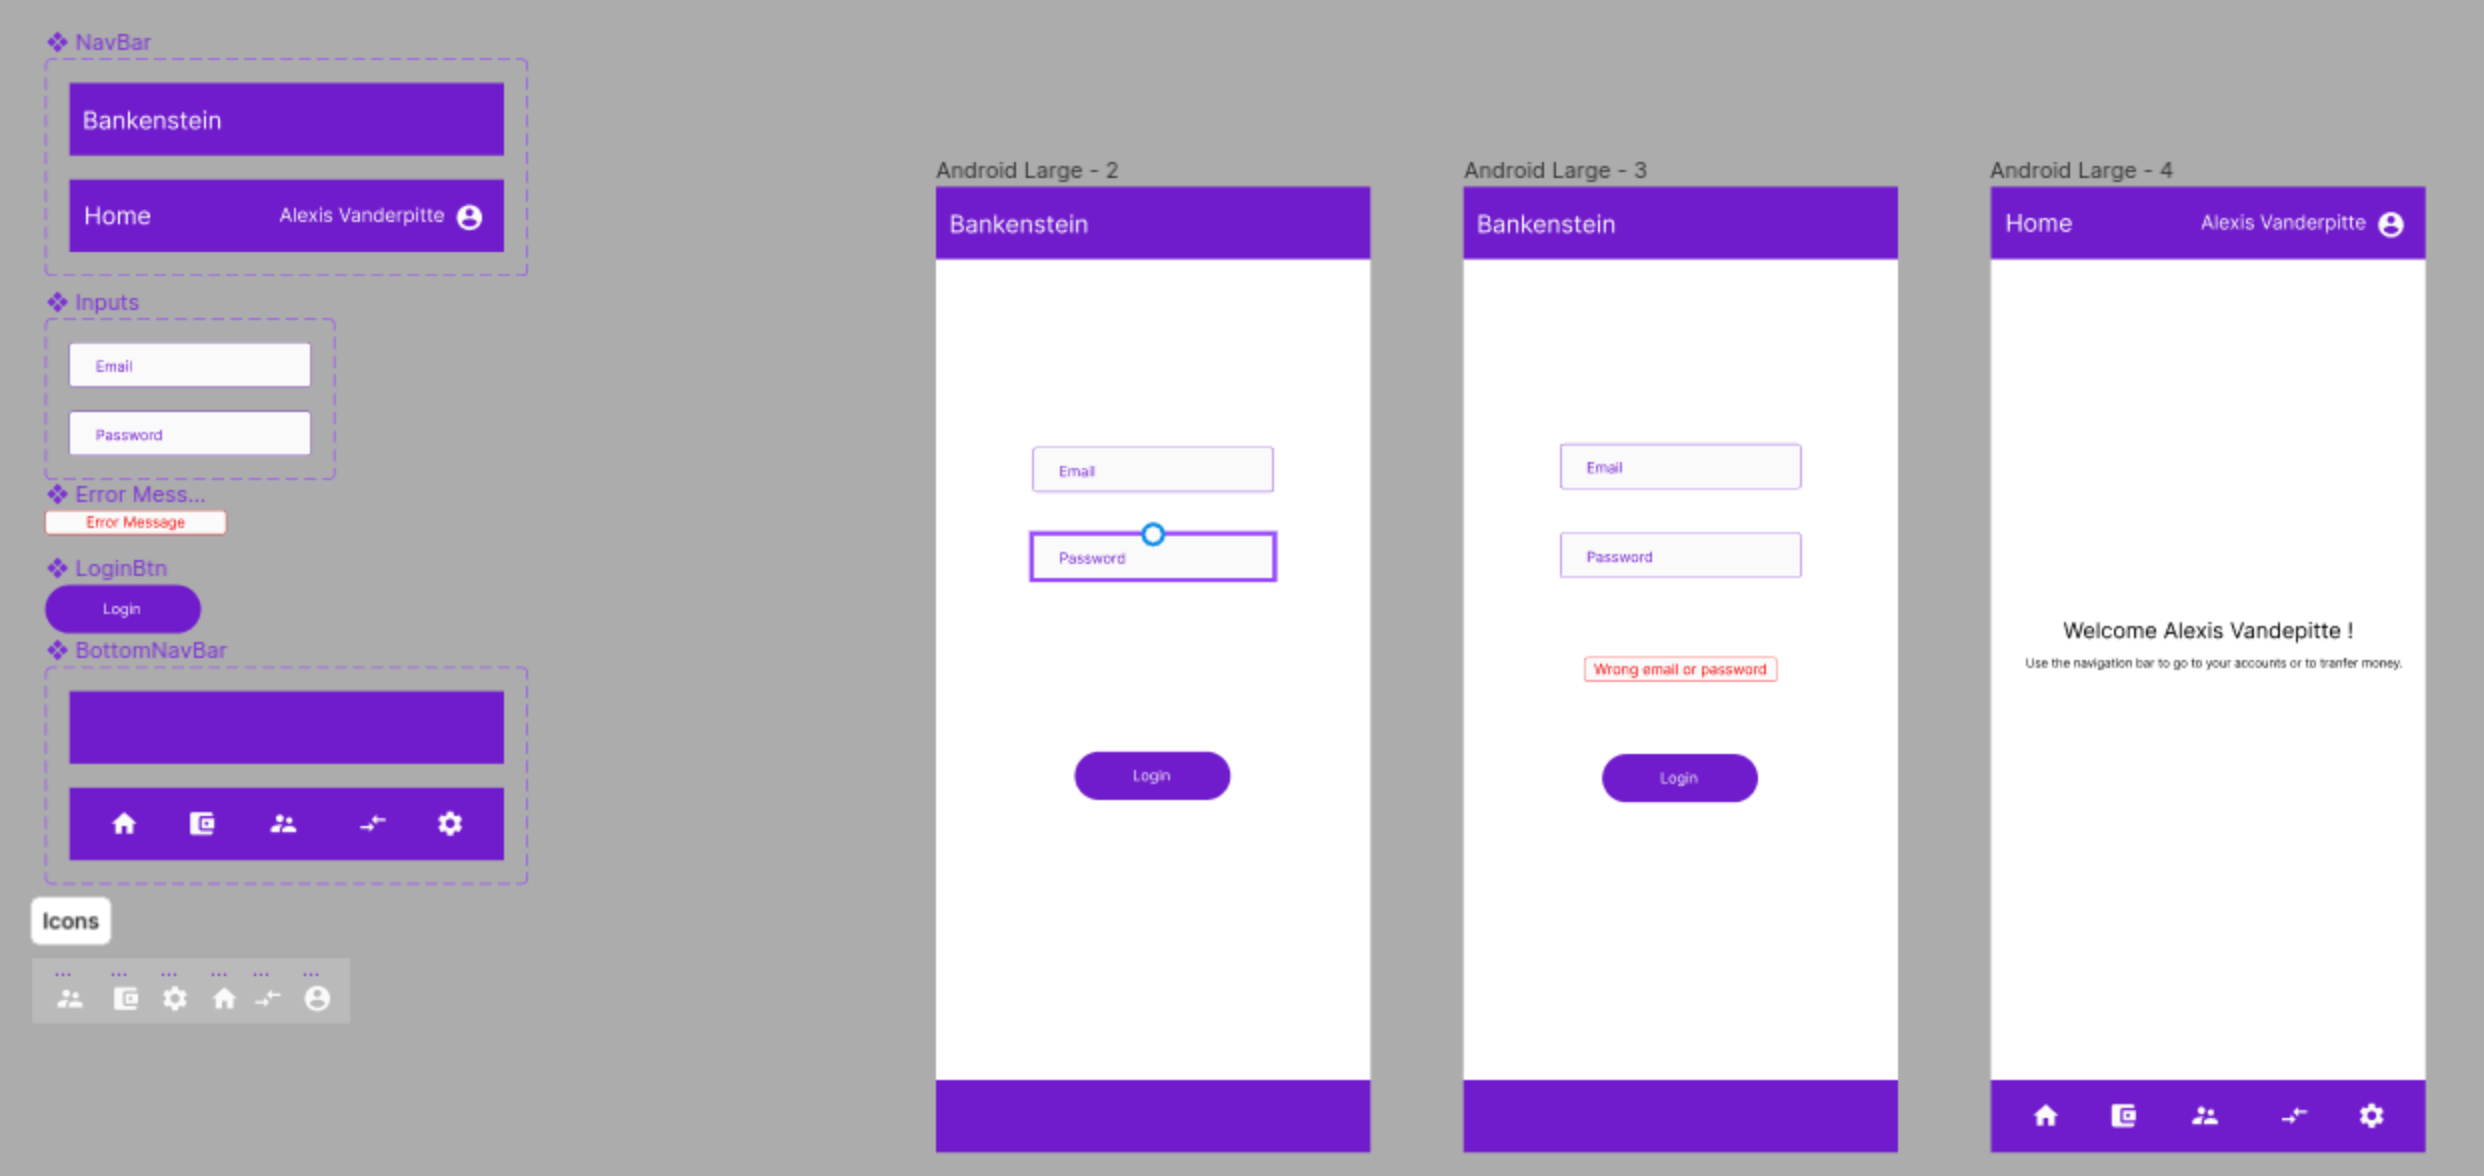 NavBar
Bankenstein
Home Alexis Vanderpitte
Inputs
Email
Password
Error Mess...
Error Message
LoginBtn
Login
BottomNavBar
Icons
... ... ... ... ... ...
Android Large - 2
Bankenstein
Email
Password
Login
Android Large - 3
Bankenstein
Email
Password
Wrong email or password
Login
Android Large - 4
Home Alexis Vanderpitte
Welcome Alexis Vandepitte !
Use the navigation bar to go to your accounts or to tranfer money.